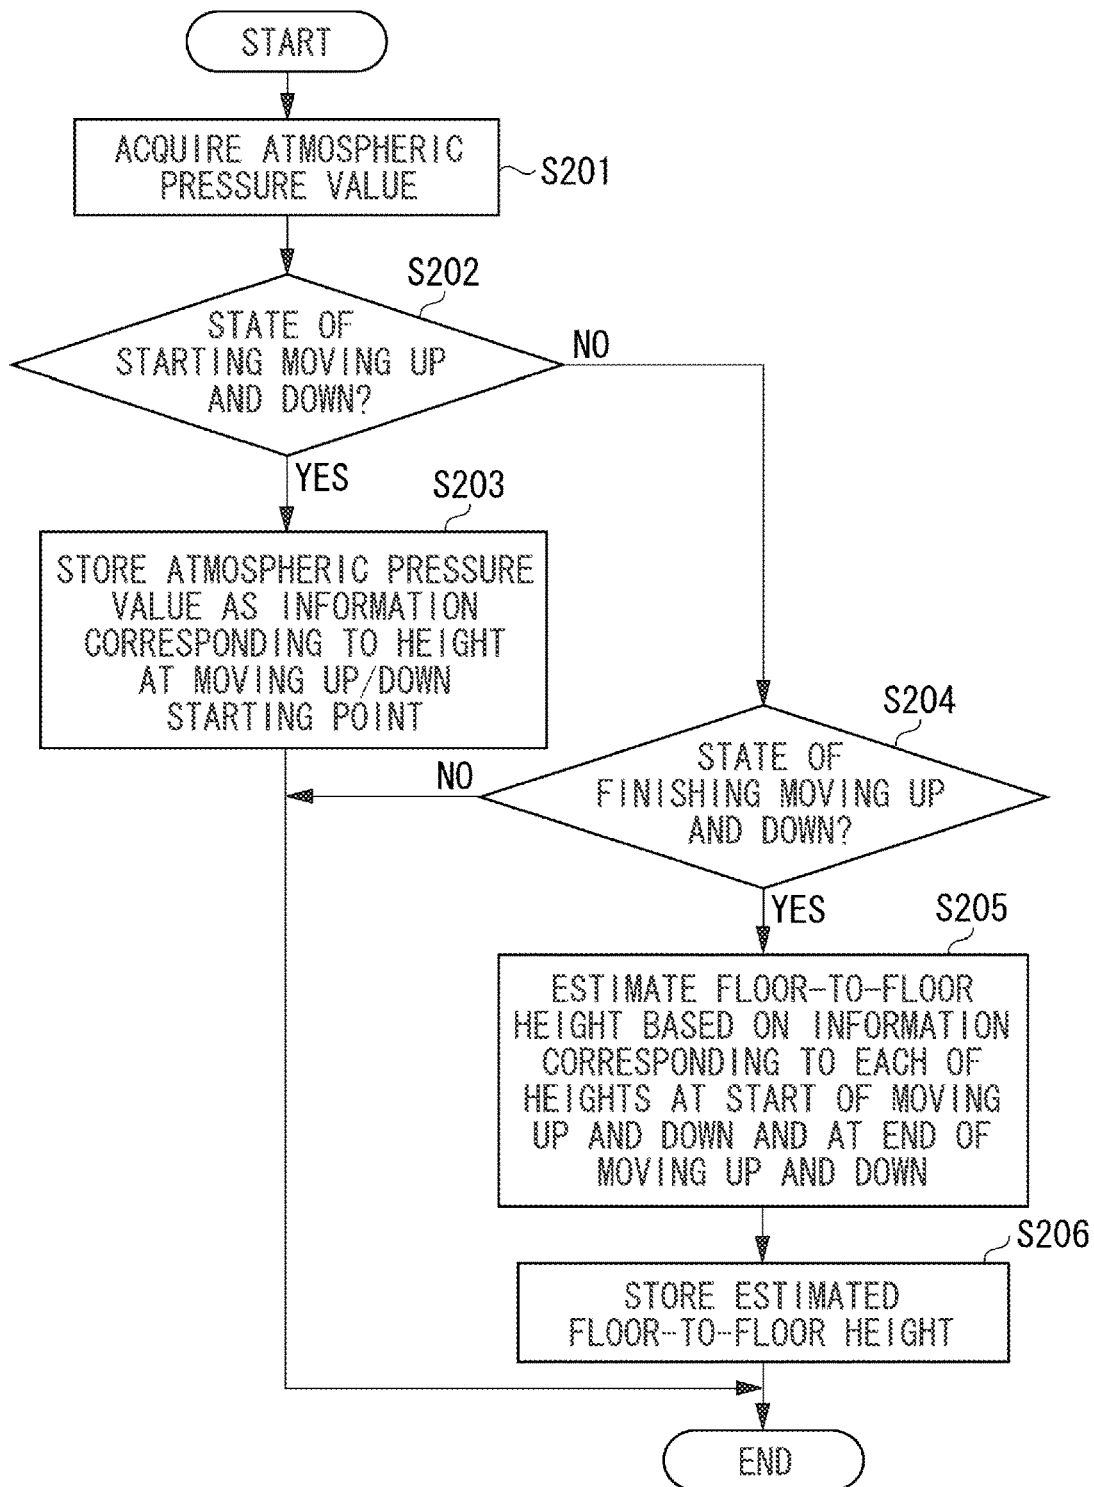 START
ACQUIRE ATMOSPHERIC
PRESSURE VALUE
S201
S202
STATE OF
STARTING MOVING UP
AND DOWN?
NO
YES
S203
STORE ATMOSPHERIC PRESSURE
VALUE AS INFORMATION
CORRESPONDING TO HEIGHT
AT MOVING UP/DOWN
STARTING POINT
S204
STATE OF
FINISHING MOVING UP
AND DOWN?
NO
YES
S205
ESTIMATE FLOOR-TO-FLOOR
HEIGHT BASED ON INFORMATION
CORRESPONDING TO EACH OF
HEIGHTS AT START OF MOVING
UP AND DOWN AND AT END OF
MOVING UP AND DOWN
S206
STORE ESTIMATED
FLOOR-TO-FLOOR HEIGHT
END